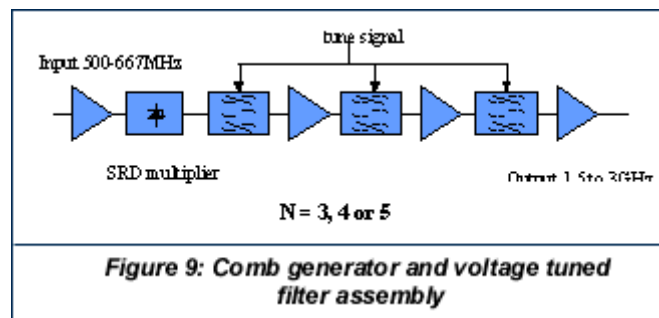 tune signal
Input 500-667MHz
SRD multiplier
Output 1.5 to 3GHz
N = 3, 4 or 5
Figure 9: Comb generator and voltage tuned
filter assembly